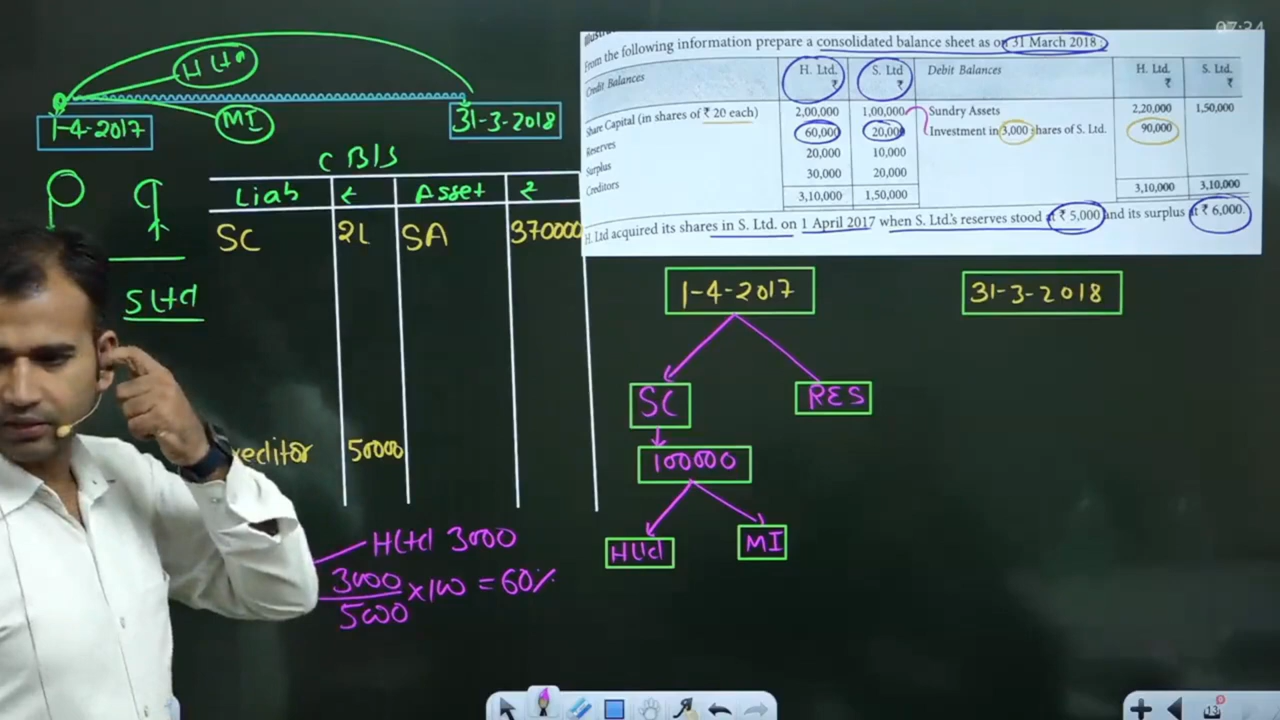 07:24
Illustr
From the following information prepare a consolidated balance sheet as on 31 March 2018 :
Credit Balances H. Ltd. ₹ S. Ltd ₹ Debit Balances H. Ltd. ₹ S. Ltd. ₹
Share Capital (in shares of ₹ 20 each) 2,00,000 1,00,000 Sundry Assets 2,20,000 1,50,000
Reserves 60,000 20,000 Investment in 3,000 shares of S. Ltd. 90,000
Surplus 20,000 10,000
Creditors 30,000 20,000
3,10,000 1,50,000 3,10,000 3,10,000
H. Ltd acquired its shares in S. Ltd. on 1 April 2017 when S. Ltd's reserves stood at ₹ 5,000 and its surplus at ₹ 6,000.
H Ltd
MI
1-4-2017 31-3-2018
CB/S
P q
S Ltd
Liab ₹ Asset ₹
SC 2L SA 370000
reditor 50000
H Ltd 3000
3000/5000 × 100 = 60%
1-4-2017 31-3-2018
SC RES
100000
H Ltd MI
13